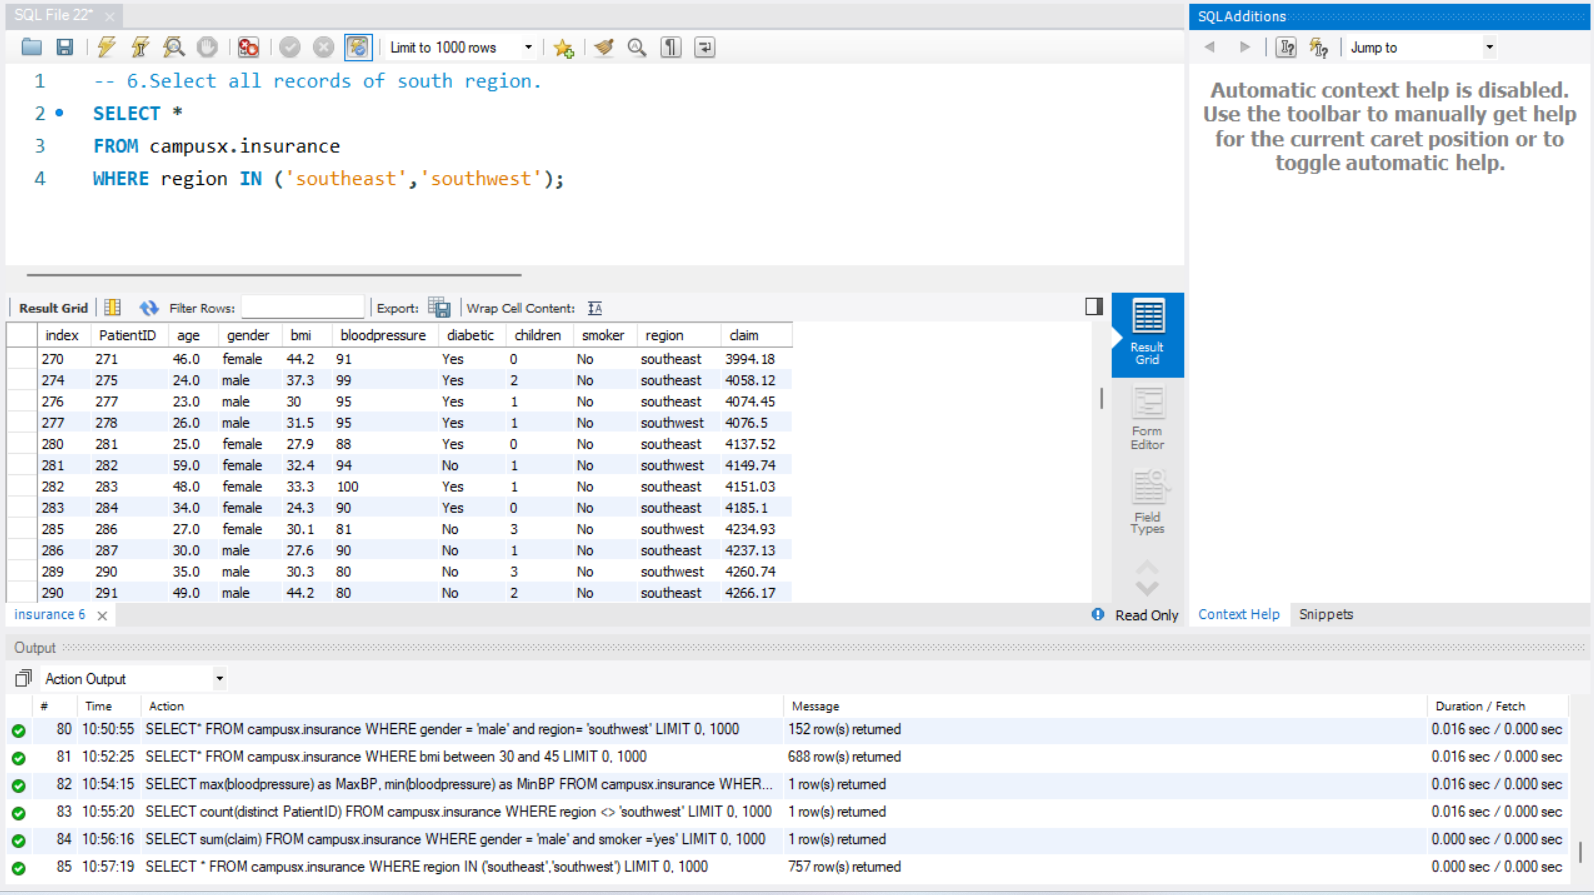 SQL File 22*
SQLAdditions
Limit to 1000 rows
Jump to
1 -- 6.Select all records of south region.
2 SELECT *
3 FROM campusx.insurance
4 WHERE region IN ('southeast','southwest');
Automatic context help is disabled.
Use the toolbar to manually get help
for the current caret position or to
toggle automatic help.
Result Grid Filter Rows: Export: Wrap Cell Content:
index PatientID age gender bmi bloodpressure diabetic children smoker region claim
270 271 46.0 female 44.2 91 Yes 0 No southeast 3994.18
274 275 24.0 male 37.3 99 Yes 2 No southeast 4058.12
276 277 23.0 male 30 95 Yes 1 No southeast 4074.45
277 278 26.0 male 31.5 95 Yes 1 No southwest 4076.5
280 281 25.0 female 27.9 88 Yes 0 No southeast 4137.52
281 282 59.0 female 32.4 94 No 1 No southwest 4149.74
282 283 48.0 female 33.3 100 Yes 1 No southeast 4151.03
283 284 34.0 female 24.3 90 Yes 0 No southeast 4185.1
285 286 27.0 female 30.1 81 No 3 No southwest 4234.93
286 287 30.0 male 27.6 90 No 1 No southeast 4237.13
289 290 35.0 male 30.3 80 No 3 No southwest 4260.74
290 291 49.0 male 44.2 80 No 2 No southeast 4266.17
Result
Grid
Form
Editor
Field
Types
insurance 6
Read Only
Context Help Snippets
Output
Action Output
# Time Action Message Duration / Fetch
80 10:50:55 SELECT* FROM campusx.insurance WHERE gender = 'male' and region= 'southwest' LIMIT 0, 1000 152 row(s) returned 0.016 sec / 0.000 sec
81 10:52:25 SELECT* FROM campusx.insurance WHERE bmi between 30 and 45 LIMIT 0, 1000 688 row(s) returned 0.016 sec / 0.000 sec
82 10:54:15 SELECT max(bloodpressure) as MaxBP, min(bloodpressure) as MinBP FROM campusx.insurance WHER... 1 row(s) returned 0.016 sec / 0.000 sec
83 10:55:20 SELECT count(distinct PatientID) FROM campusx.insurance WHERE region <> 'southwest' LIMIT 0, 1000 1 row(s) returned 0.016 sec / 0.000 sec
84 10:56:16 SELECT sum(claim) FROM campusx.insurance WHERE gender = 'male' and smoker ='yes' LIMIT 0, 1000 1 row(s) returned 0.000 sec / 0.000 sec
85 10:57:19 SELECT * FROM campusx.insurance WHERE region IN ('southeast','southwest') LIMIT 0, 1000 757 row(s) returned 0.000 sec / 0.000 sec